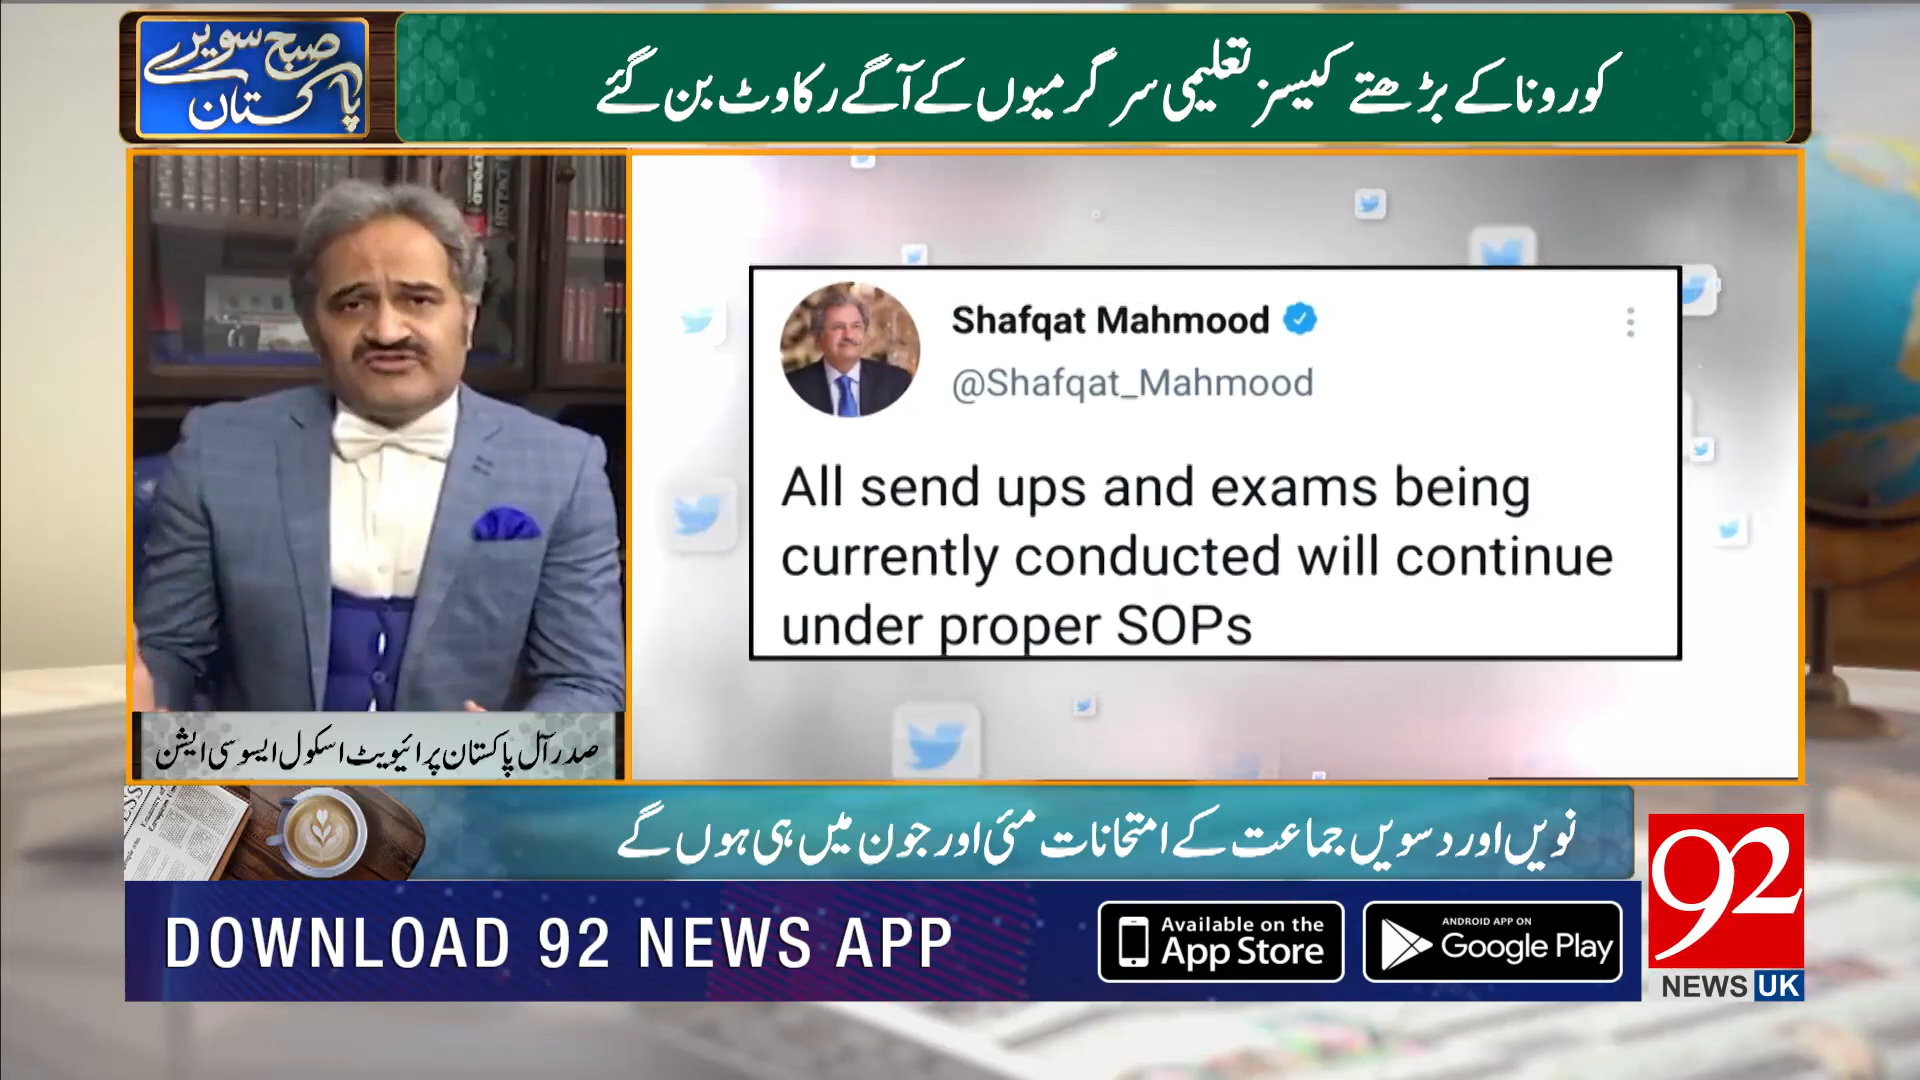 صبح سویرے
پاکستان
کورونا کے بڑھتے کیسز تعلیمی سرگرمیوں کے آگے رکاوٹ بن گئے
ENGLISH
Shafqat Mahmood
@Shafqat_Mahmood
All send ups and exams being
currently conducted will continue
under proper SOPs
صدر آل پاکستان پرائیویٹ اسکول ایسوسی ایشن
نویں اور دسویں جماعت کے امتحانات مئی اور جون میں ہی ہوں گے
DOWNLOAD 92 NEWS APP
Available on the
App Store
ANDROID APP ON
Google Play
92
NEWS UK